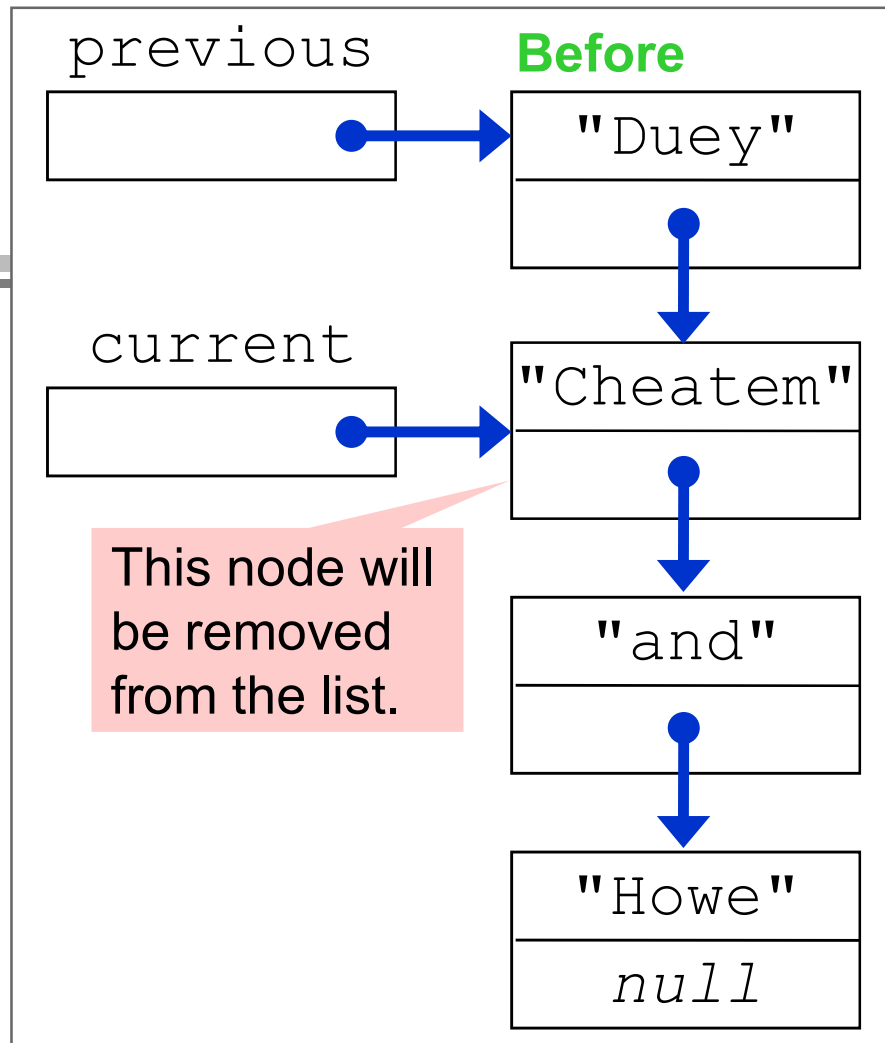 previous
Before
"Duey"
current
"Cheatem"
This node will
be removed
from the list.
"and"
"Howe"
null